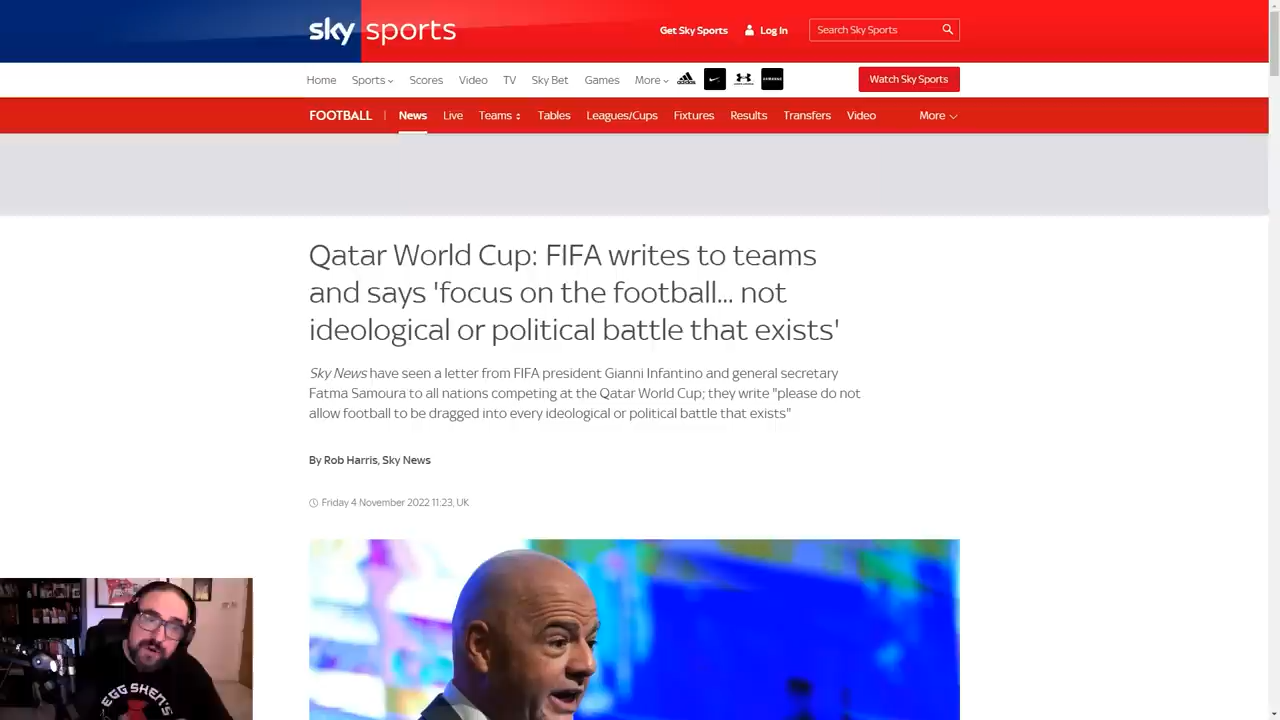 sky sports
Get Sky Sports
Log In
Search Sky Sports
Home
Sports
Scores
Video
TV
Sky Bet
Games
More
adidas
Watch Sky Sports
FOOTBALL
News
Live
Teams
Tables
Leagues/Cups
Fixtures
Results
Transfers
Video
More
Qatar World Cup: FIFA writes to teams
and says 'focus on the football... not
ideological or political battle that exists'
Sky News have seen a letter from FIFA president Gianni Infantino and general secretary
Fatma Samoura to all nations competing at the Qatar World Cup; they write "please do not
allow football to be dragged into every ideological or political battle that exists"
By Rob Harris, Sky News
Friday 4 November 2022 11:23, UK
EGG SHEN'S